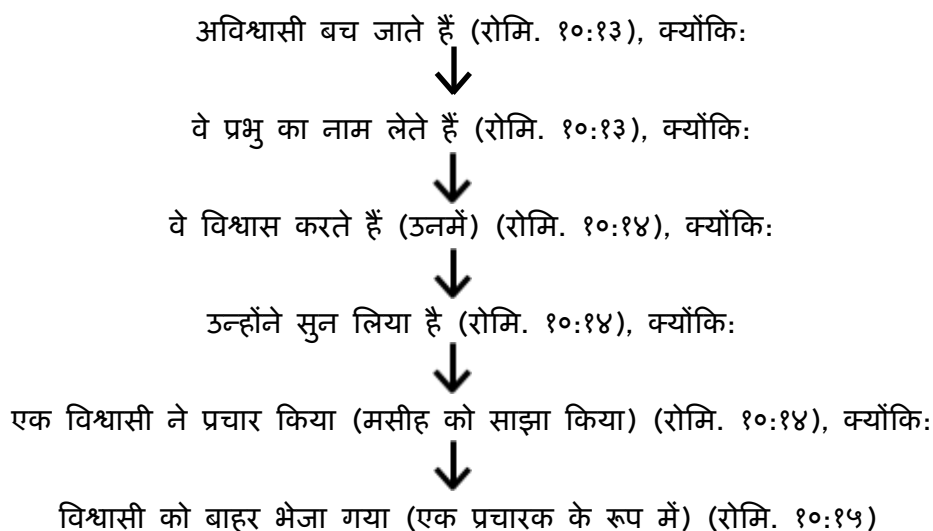 अविश्वासी बच जाते हैं (रोमि. १०:१३), क्योंकि:
वे प्रभु का नाम लेते हैं (रोमि. १०:१३), क्योंकि:
वे विश्वास करते हैं (उनमें) (रोमि. १०:१४), क्योंकि:
उन्होंने सुन लिया है (रोमि. १०:१४), क्योंकि:
एक विश्वासी ने प्रचार किया (मसीह को साझा किया) (रोमि. १०:१४), क्योंकि:
विश्वासी को बाहर भेजा गया (एक प्रचारक के रूप में) (रोमि. १०:१५)